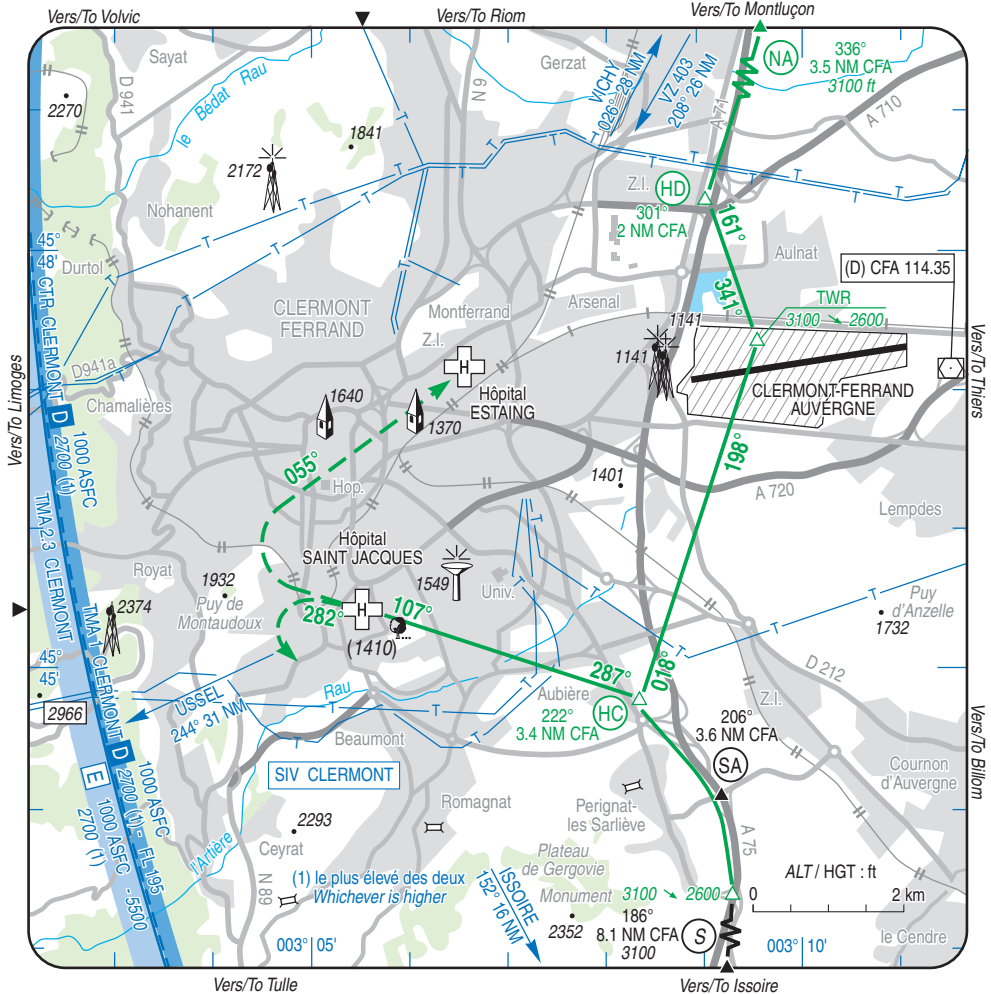 Vers/To Volvic
Vers/To Riom
Vers/To Montluçon
Sayat
D 941
le Bédat Rau
2270
1841
2172
Nohanent
N 9
Gerzat
VICHY
026° 28 NM
VZ 403
208° 26 NM
A 71
NA
336°
3.5 NM CFA
3100 ft
A 710
Z.I.
HD
301°
2 NM CFA
161°
341°
Aulnat
(D) CFA 114.35
TWR
3100 ↘ 2600
45°
48'
Durtol
CLERMONT
FERRAND
Montferrand
Z.I.
Arsenal
1141
1141
CLERMONT-FERRAND
AUVERGNE
Vers/To Thiers
D941a
Chamalières
Vers/To Limoges
CTR CLERMONT
D
1000 ASFC
2700 (1)
1640
1370
Hôpital
ESTAING
055°
Hop.
198°
1401
A 720
Lempdes
TMA 2.3 CLERMONT
Hôpital
SAINT JACQUES
1549
Univ.
Royat
1932
Puy de
Montaudoux
2374
282°
H
H
107°
(1410)
Puy
d'Anzelle
1732
45°
45'
TMA 1 CLERMONT
D
1000 ASFC
2700 (1) - FL 195
E
1000 ASFC
2700 (1)
-5500
2966
USSEL
244° 31 NM
Rau
Beaumont
287°
018°
Aubière
HC
222°
3.4 NM CFA
D 212
Z.I.
206°
3.6 NM CFA
SA
Cournon
d'Auvergne
Vers/To Billom
SIV CLERMONT
Romagnat
Perignat-
les Sarliève
2293
Ceyrat
l'Artière
N 89
(1) le plus élevé des deux
Whichever is higher
Plateau
de Gergovie
Monument
2352
ISSOIRE
152° 16 NM
A 75
3100 ↘ 2600
186°
8.1 NM CFA
3100
S
ALT / HGT : ft
0
2 km
le Cendre
003° 05'
003° 10'
Vers/To Tulle
Vers/To Issoire
T T T T T T T T T T T T T T T T T T T T T T T T